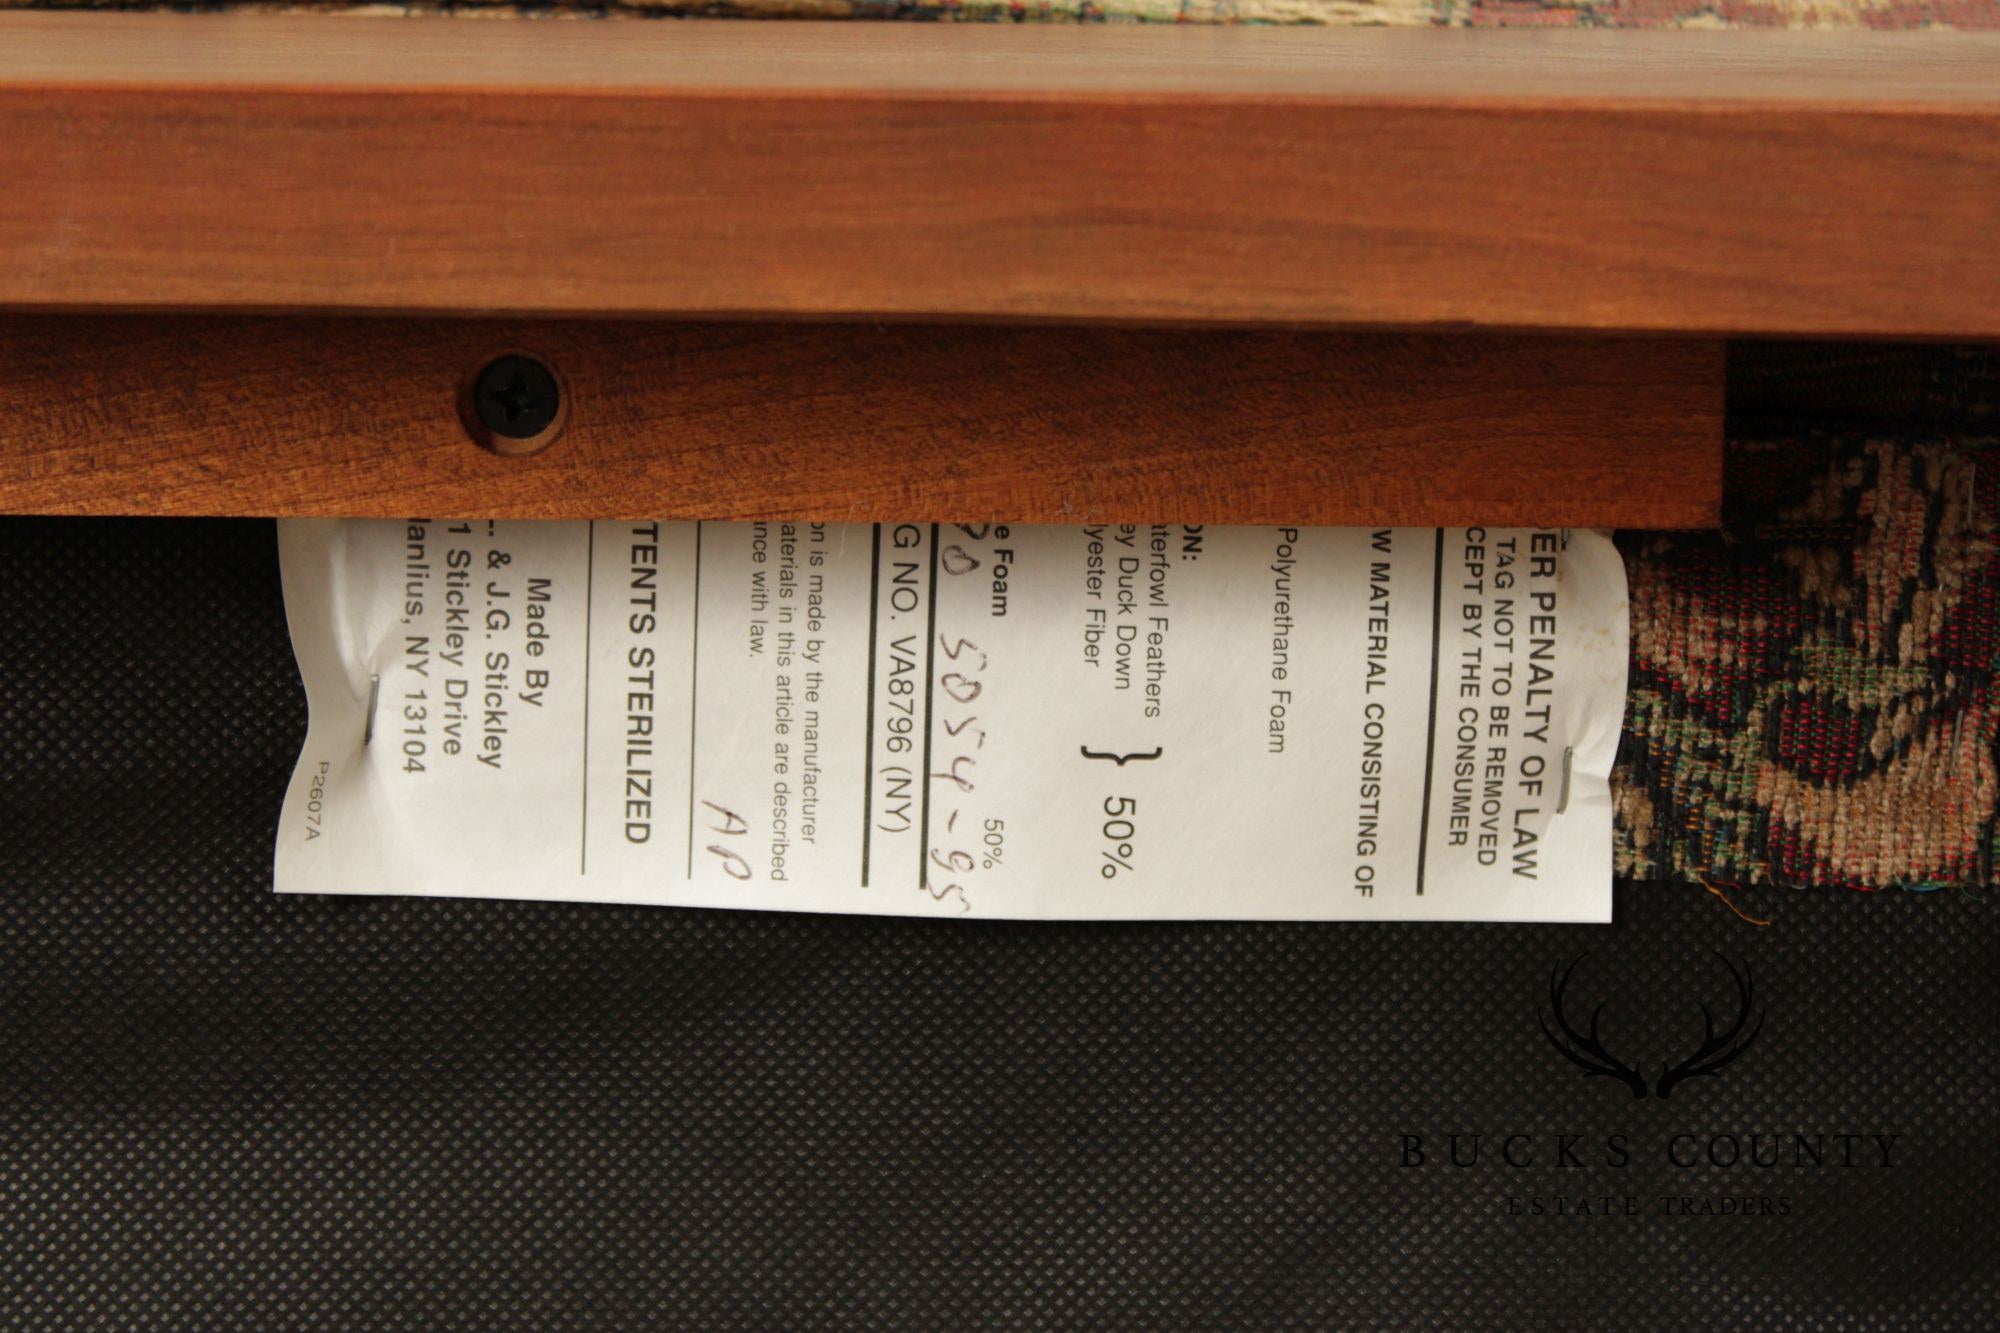 ER PENALTY OF LAW
TAG NOT TO BE REMOVED
CEPT BY THE CONSUMER
W MATERIAL CONSISTING OF
Polyurethane Foam
ON:
aterfowl Feathers
ey Duck Down
lyester Fiber
} 50%
e Foam 50%
5054-95
G NO. VA8796 (NY)
on is made by the manufacturer
aterials in this article are described
ance with law.
AP
TENTS STERILIZED
Made By
. & J.G. Stickley
1 Stickley Drive
lanlius, NY 13104
P2607A
BUCKS COUNTY
ESTATE TRADERS